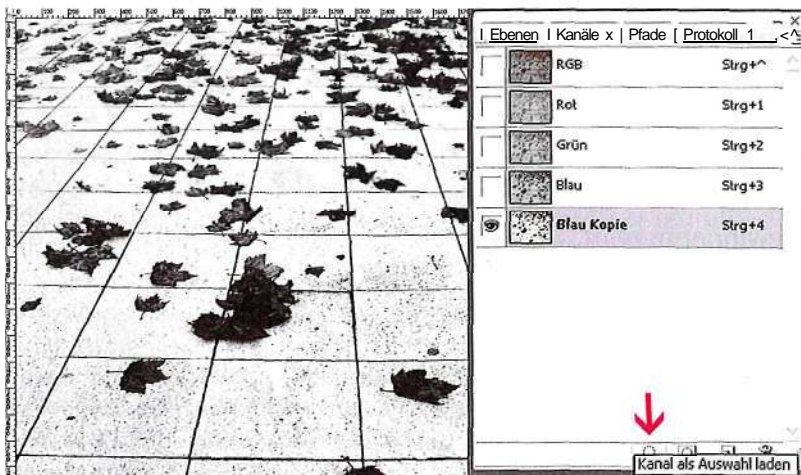 | Ebenen | Kanäle x | Pfade [ Protokoll 1 ,<^
RGB Strg+^
Rot Strg+1
Grün Strg+2
Blau Strg+3
Blau Kopie Strg+4
Kanal als Auswahl laden